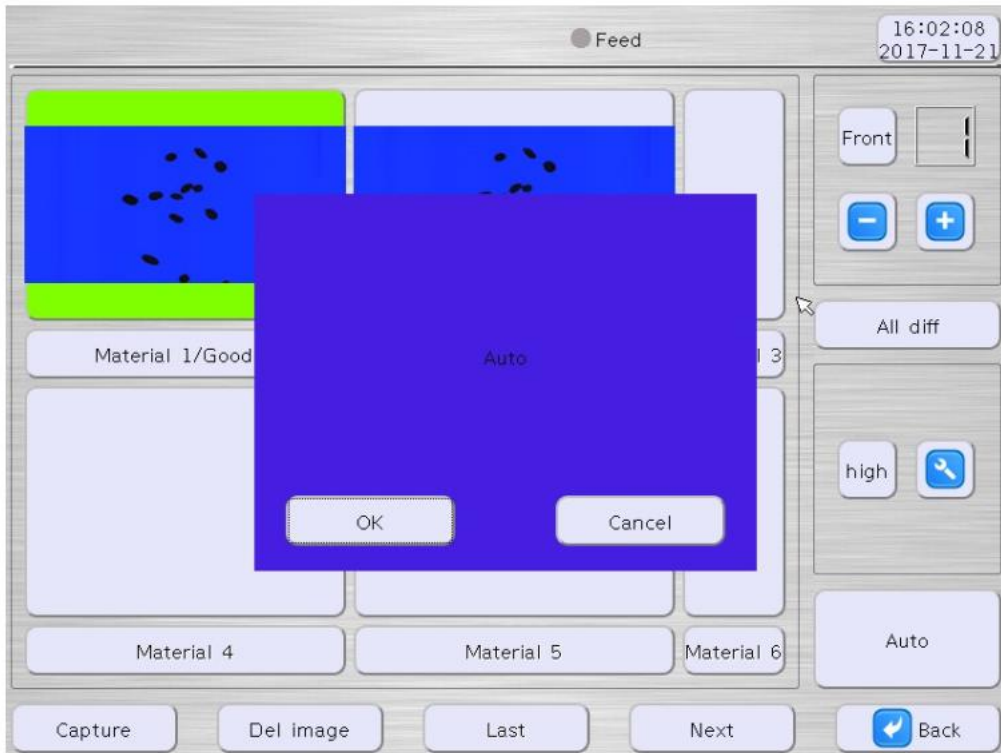 Feed
16:02:08
2017-11-21
Front
1
Material 1/Good
Auto
l 3
All diff
high
OK
Cancel
Material 4
Material 5
Material 6
Auto
Capture
Del image
Last
Next
Back